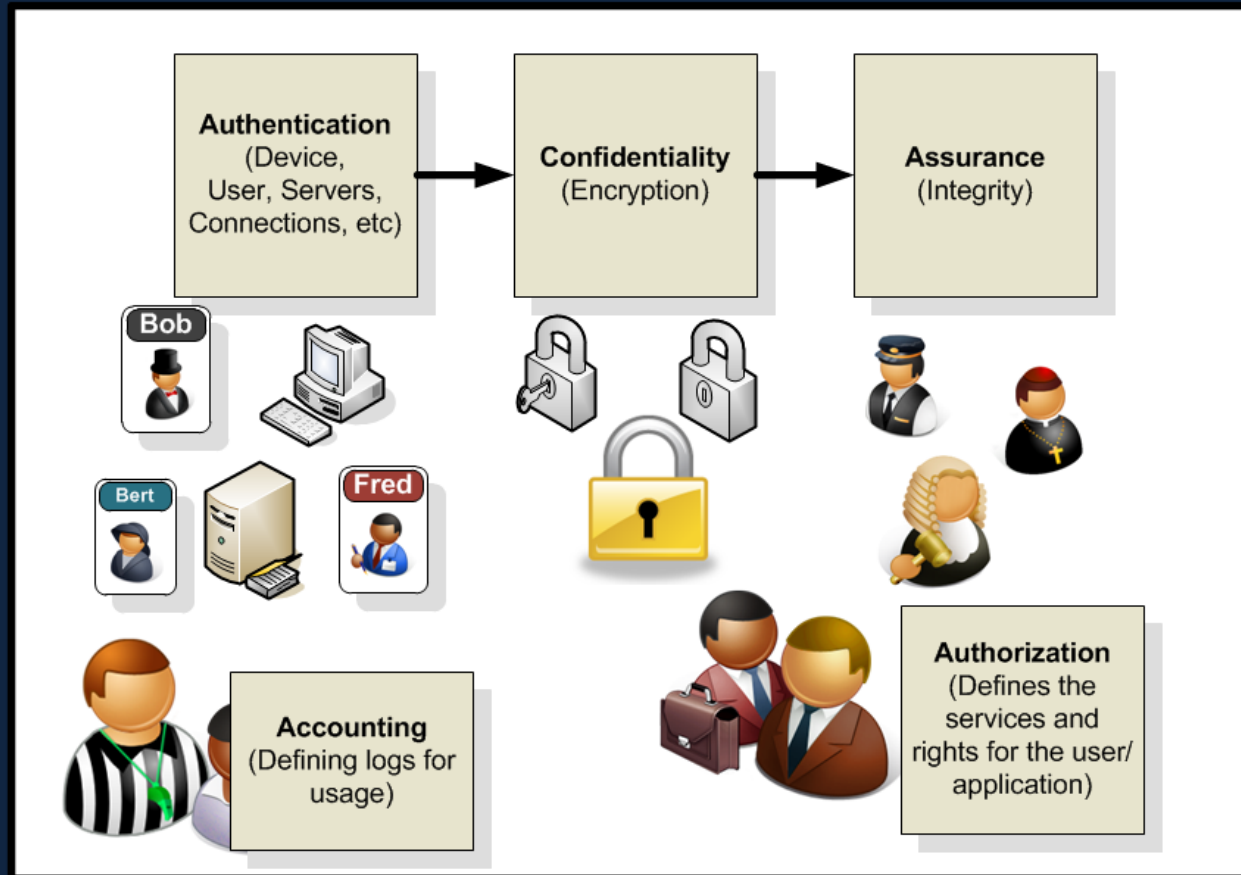 Authentication
(Device,
User, Servers,
Connections, etc)
Confidentiality
(Encryption)
Assurance
(Integrity)
Bob
Bert
Fred
Accounting
(Defining logs for
usage)
Authorization
(Defines the
services and
rights for the user/
application)